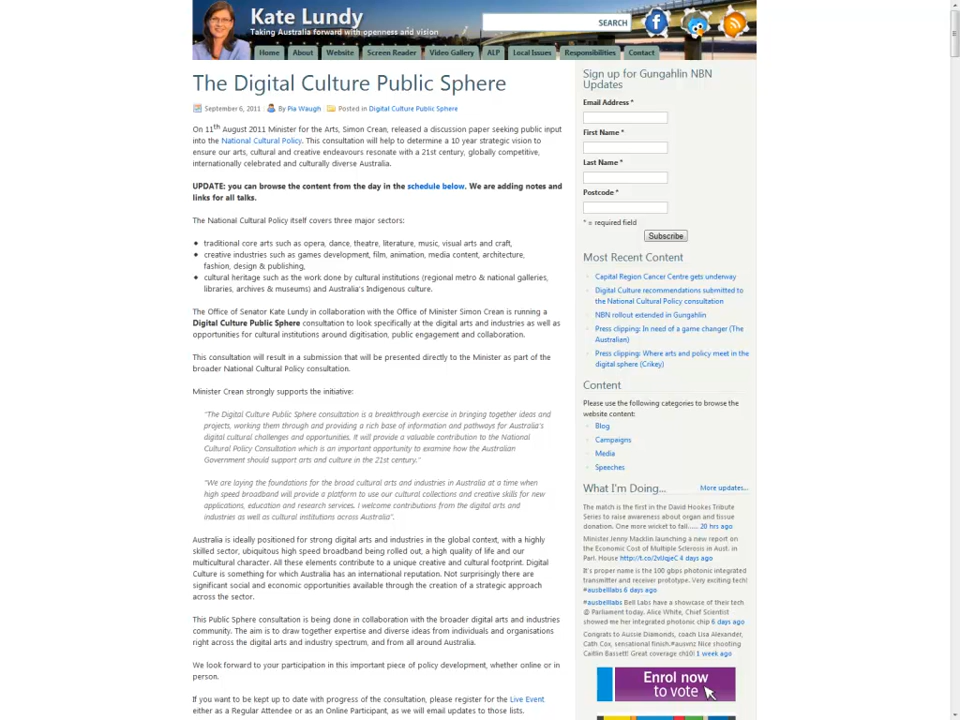 Kate Lundy
Taking Australia forward with openness and vision
SEARCH
Home
About
Website
Screen Reader
Video Gallery
ALP
Local Issues
Responsibilities
Contact
The Digital Culture Public Sphere
September 6, 2011 By Pia Waugh Posted in Digital Culture Public Sphere
On 11th August 2011 Minister for the Arts, Simon Crean, released a discussion paper seeking public input
into the National Cultural Policy. This consultation will help to determine a 10 year strategic vision to
ensure our arts, cultural and creative endeavours resonate with a 21st century, globally competitive,
internationally celebrated and culturally diverse Australia.
UPDATE: you can browse the content from the day in the schedule below. We are adding notes and
links for all talks.
The National Cultural Policy itself covers three major sectors:
traditional core arts such as opera, dance, theatre, literature, music, visual arts and craft,
creative industries such as games development, film, animation, media content, architecture,
fashion, design & publishing,
cultural heritage such as the work done by cultural institutions (regional metro & national galleries,
libraries, archives & museums) and Australia's Indigenous culture.
The Office of Senator Kate Lundy in collaboration with the Office of Minister Simon Crean is running a
Digital Culture Public Sphere consultation to look specifically at the digital arts and industries as well as
opportunities for cultural institutions around digitisation, public engagement and collaboration.
This consultation will result in a submission that will be presented directly to the Minister as part of the
broader National Cultural Policy consultation.
Minister Crean strongly supports the initiative:
"The Digital Culture Public Sphere consultation is a breakthrough exercise in bringing together ideas and
projects, working them through and providing a rich base of information and pathways for Australia's
digital cultural challenges and opportunities. It will provide a valuable contribution to the National
Cultural Policy Consultation which is an important opportunity to examine how the Australian
Government should support arts and culture in the 21st century."
"We are laying the foundations for the broad cultural arts and industries in Australia at a time when
high speed broadband will provide a platform to use our cultural collections and creative skills for new
applications, education and research services. I welcome contributions from the digital arts and
industries as well as cultural institutions across Australia".
Australia is ideally positioned for strong digital arts and industries in the global context, with a highly
skilled sector, ubiquitous high speed broadband being rolled out, a high quality of life and our
multicultural character. All these elements contribute to a unique creative and cultural footprint. Digital
Culture is something for which Australia has an international reputation. Not surprisingly there are
significant social and economic opportunities available through the creation of a strategic approach
across the sector.
This Public Sphere consultation is being done in collaboration with the broader digital arts and industries
community. The aim is to draw together expertise and diverse ideas from individuals and organisations
right across the digital arts and industry spectrum, and from all around Australia.
We look forward to your participation in this important piece of policy development, whether online or in
person.
If you want to be kept up to date with progress of the consultation, please register for the Live Event
either as a Regular Attendee or as an Online Participant, as we will email updates to those lists.
Sign up for Gungahlin NBN
Updates
Email Address *
First Name *
Last Name *
Postcode *
* = required field
Subscribe
Most Recent Content
Capital Region Cancer Centre gets underway
Digital Culture recommendations submitted to
the National Cultural Policy consultation
NBN rollout extended in Gungahlin
Press clipping: In need of a game changer (The
Australian)
Press clipping: Where arts and policy meet in the
digital sphere (Crikey)
Content
Please use the following categories to browse the
website content:
Blog
Campaigns
Media
Speeches
What I'm Doing...
More updates...
The match is the first in the David Hookes Tribute
Series to raise awareness about organ and tissue
donation. One more wicket to fall..... 20 hrs ago
Minister Jenny Macklin launching a new report on
the Economic Cost of Multiple Sclerosis in Aust. in
Parl. House http://t.co/2vlJqjeC 4 days ago
It's proper name is the 100 gbps photonic integrated
transmitter and receiver prototype. Very exciting tech!
#ausbelllabs 6 days ago
#ausbelllabs Bell Labs have a showcase of their tech
@ Parliament today. Alice White, Chief Scientist
showed me her integrated photonic chip 6 days ago
Congrats to Aussie Diamonds, coach Lisa Alexander,
Cath Cox, sensational finish.#ausvnz Nice shooting
Caitlin Bassett! Great coverage ch10! 1 week ago
Enrol now
to vote